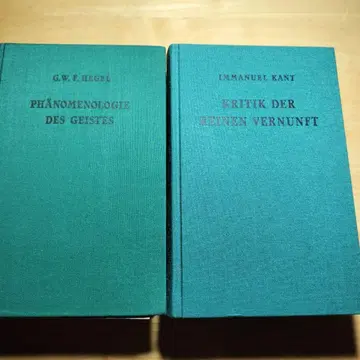 G. W. F. HEGEL
PHÄNOMENOLOGIE
DES GEISTES
IMMANUEL KANT
KRITIK DER
REINEN VERNUNFT